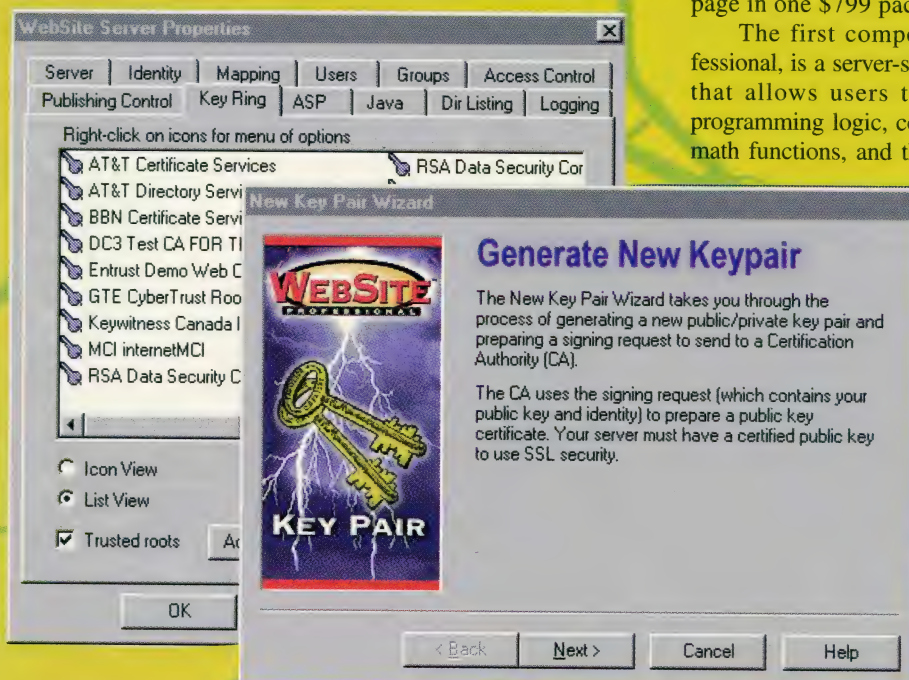 page in one $799 pac
The first comp
fessional, is a server-s
that allows users t
programming logic, c
math functions, and t
WebSite Server Properties
Server Identity Mapping Users Groups Access Control
Publishing Control Key Ring ASP Java Dir Listing Logging
Right-click on icons for menu of options
AT&T Certificate Services
AT&T Directory Servi
BBN Certificate Servi
DC3 Test CA FOR TI
Entrust Demo Web C
GTE CyberTrust Roo
Keywitness Canada I
MCI internetMCI
RSA Data Security C
RSA Data Security Cor
Icon View
List View
Trusted roots
Ad
OK
New Key Pair Wizard
WEBSITE
PROFESSIONAL
KEY PAIR
Generate New Keypair
The New Key Pair Wizard takes you through the
process of generating a new public/private key pair and
preparing a signing request to send to a Certification
Authority (CA).
The CA uses the signing request (which contains your
public key and identity) to prepare a public key
certificate. Your server must have a certified public key
to use SSL security.
< Back Next > Cancel Help